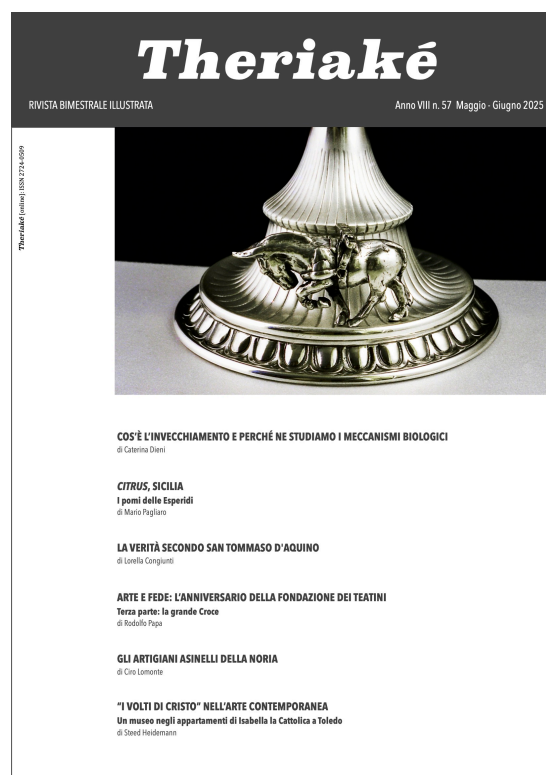 Theriaké
RIVISTA BIMESTRALE ILLUSTRATA
Anno VIII n. 57 Maggio - Giugno 2025
Theriaké [online]: ISSN 2724-0509
COS'È L'INVECCHIAMENTO E PERCHÉ NE STUDIAMO I MECCANISMI BIOLOGICI
di Caterina Dieni
CITRUS, SICILIA
I pomi delle Esperidi
di Mario Pagliaro
LA VERITÀ SECONDO SAN TOMMASO D'AQUINO
di Lorella Congiunti
ARTE E FEDE: L'ANNIVERSARIO DELLA FONDAZIONE DEI TEATINI
Terza parte: la grande Croce
di Rodolfo Papa
GLI ARTIGIANI ASINELLI DELLA NORIA
di Ciro Lomonte
“I VOLTI DI CRISTO” NELL'ARTE CONTEMPORANEA
Un museo negli appartamenti di Isabella la Cattolica a Toledo
di Steed Heidemann